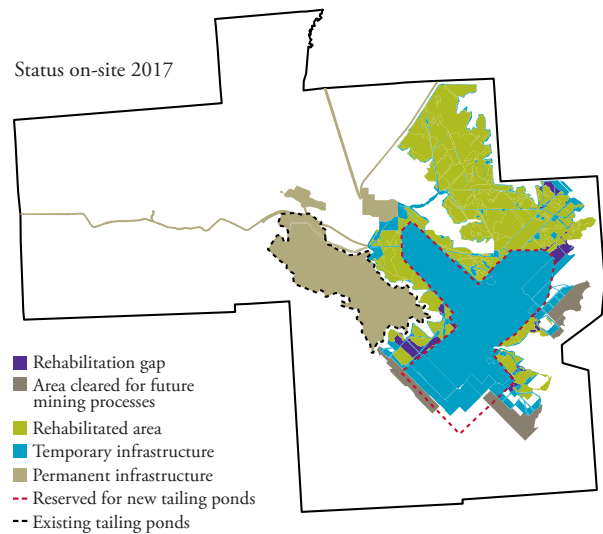 Status on-site 2017
Rehabilitation gap
Area cleared for future
mining processes
Rehabilitated area
Temporary infrastructure
Permanent infrastructure
Reserved for new tailing ponds
Existing tailing ponds